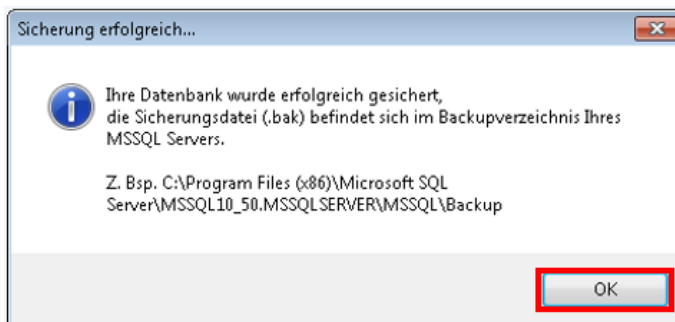 Sicherung erfolgreich...
Ihre Datenbank wurde erfolgreich gesichert,
die Sicherungsdatei (.bak) befindet sich im Backupverzeichnis Ihres
MSSQL Servers.
Z. Bsp. C:\Program Files (x86)\Microsoft SQL
Server\MSSQL10_50.MSSQLSERVER\MSSQL\Backup
OK